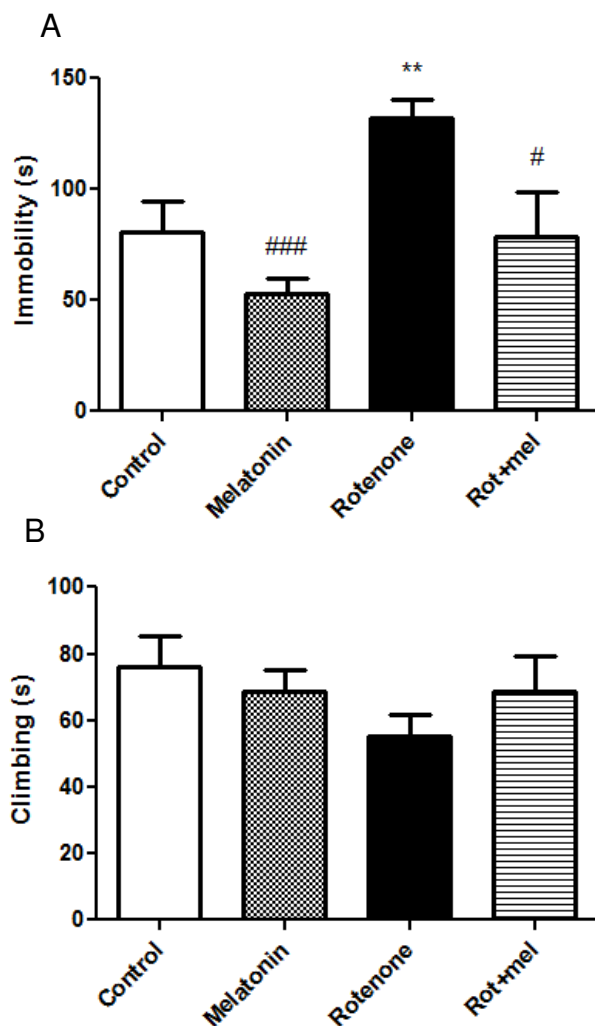 A
Immobility (s)
150
100
50
0
**
#
###
Control
Melatonin
Rotenone
Rot+mel
B
Climbing (s)
100
80
60
40
20
0
Control
Melatonin
Rotenone
Rot+mel